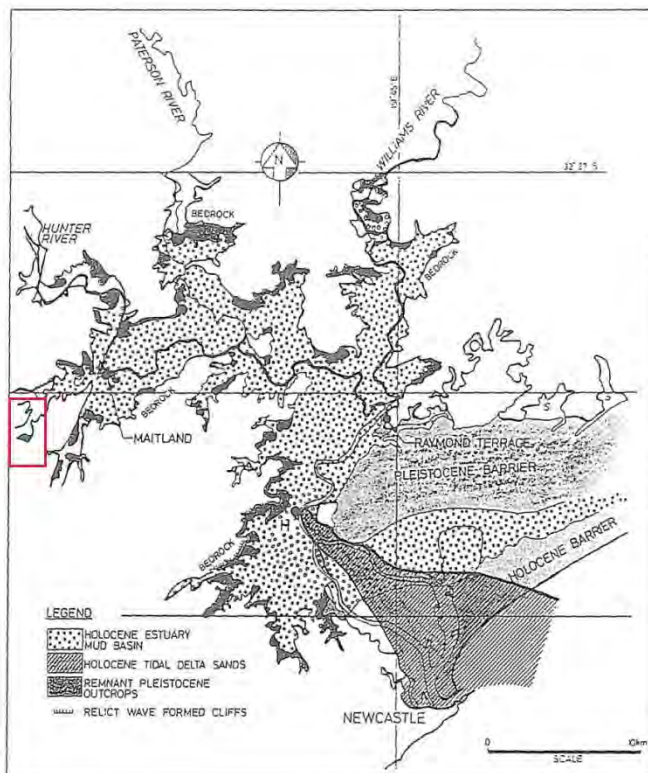 PATERSON RIVER
WILLIAMS RIVER
N
BEDROCK
HUNTER
RIVER
BEDROCK
BEDROCK
MAITLAND
S
S
RAYMOND TERRACE
PLEISTOCENE BARRIER
H
BEDROCK
HOLOCENE BARRIER
LEGEND
HOLOCENE ESTUARY
MUD BASIN
HOLOCENE TIDAL DELTA SANDS
REMNANT PLEISTOCENE
OUTCROPS
RELICT WAVE FORMED CLIFFS
NEWCASTLE
0
10km
SCALE